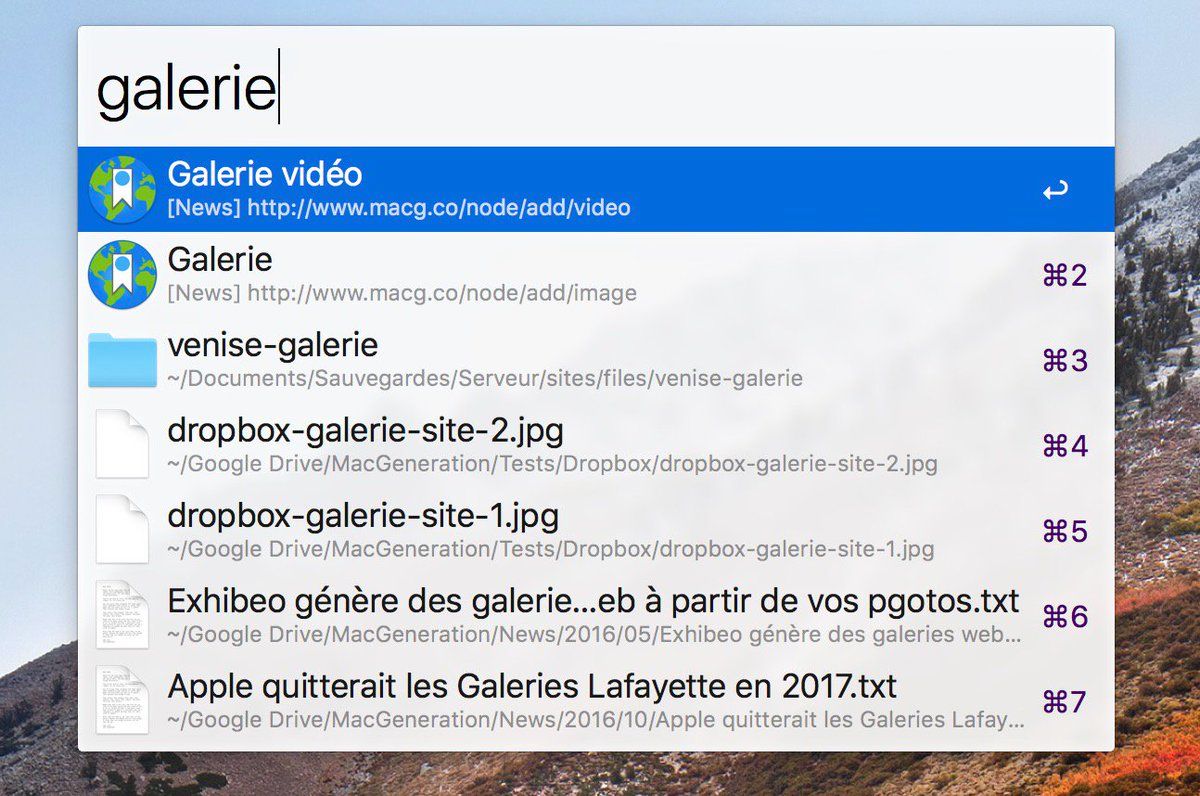 galerie
Galerie vidéo
[News] http://www.macg.co/node/add/video
↩
Galerie
[News] http://www.macg.co/node/add/image
⌘2
venise-galerie
~/Documents/Sauvegardes/Serveur/sites/files/venise-galerie
⌘3
dropbox-galerie-site-2.jpg
~/Google Drive/MacGeneration/Tests/Dropbox/dropbox-galerie-site-2.jpg
⌘4
dropbox-galerie-site-1.jpg
~/Google Drive/MacGeneration/Tests/Dropbox/dropbox-galerie-site-1.jpg
⌘5
Exhibeo génère des galerie...eb à partir de vos pgotos.txt
~/Google Drive/MacGeneration/News/2016/05/Exhibeo génère des galeries web...
⌘6
Apple quitterait les Galeries Lafayette en 2017.txt
~/Google Drive/MacGeneration/News/2016/10/Apple quitterait les Galeries Lafay...
⌘7